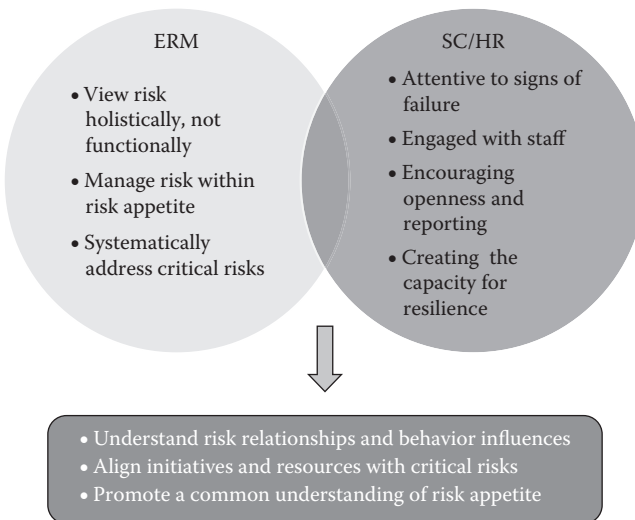 ERM
• View risk
holistically, not
functionally
• Manage risk within
risk appetite
• Systematically
address critical risks
SC/HR
• Attentive to signs of
failure
• Engaged with staff
• Encouraging
openness and
reporting
• Creating the
capacity for
resilience
• Understand risk relationships and behavior influences
• Align initiatives and resources with critical risks
• Promote a common understanding of risk appetite